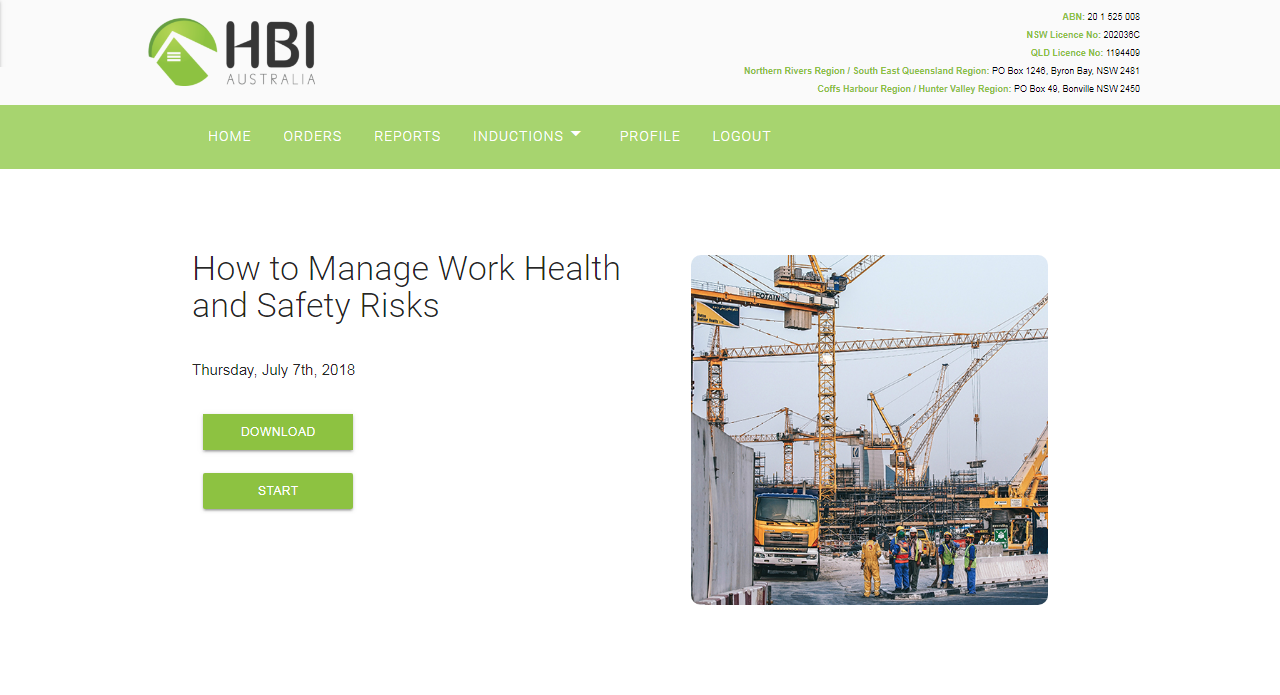 HBI
AUSTRALIA
ABN: 20 1 525 008
NSW Licence No: 202036C
QLD Licence No: 1194409
Northern Rivers Region / South East Queensland Region: PO Box 1246, Byron Bay, NSW 2481
Coffs Harbour Region / Hunter Valley Region: PO Box 49, Bonville NSW 2450
HOME ORDERS REPORTS INDUCTIONS PROFILE LOGOUT
How to Manage Work Health
and Safety Risks
Thursday, July 7th, 2018
DOWNLOAD
START
POTAIN